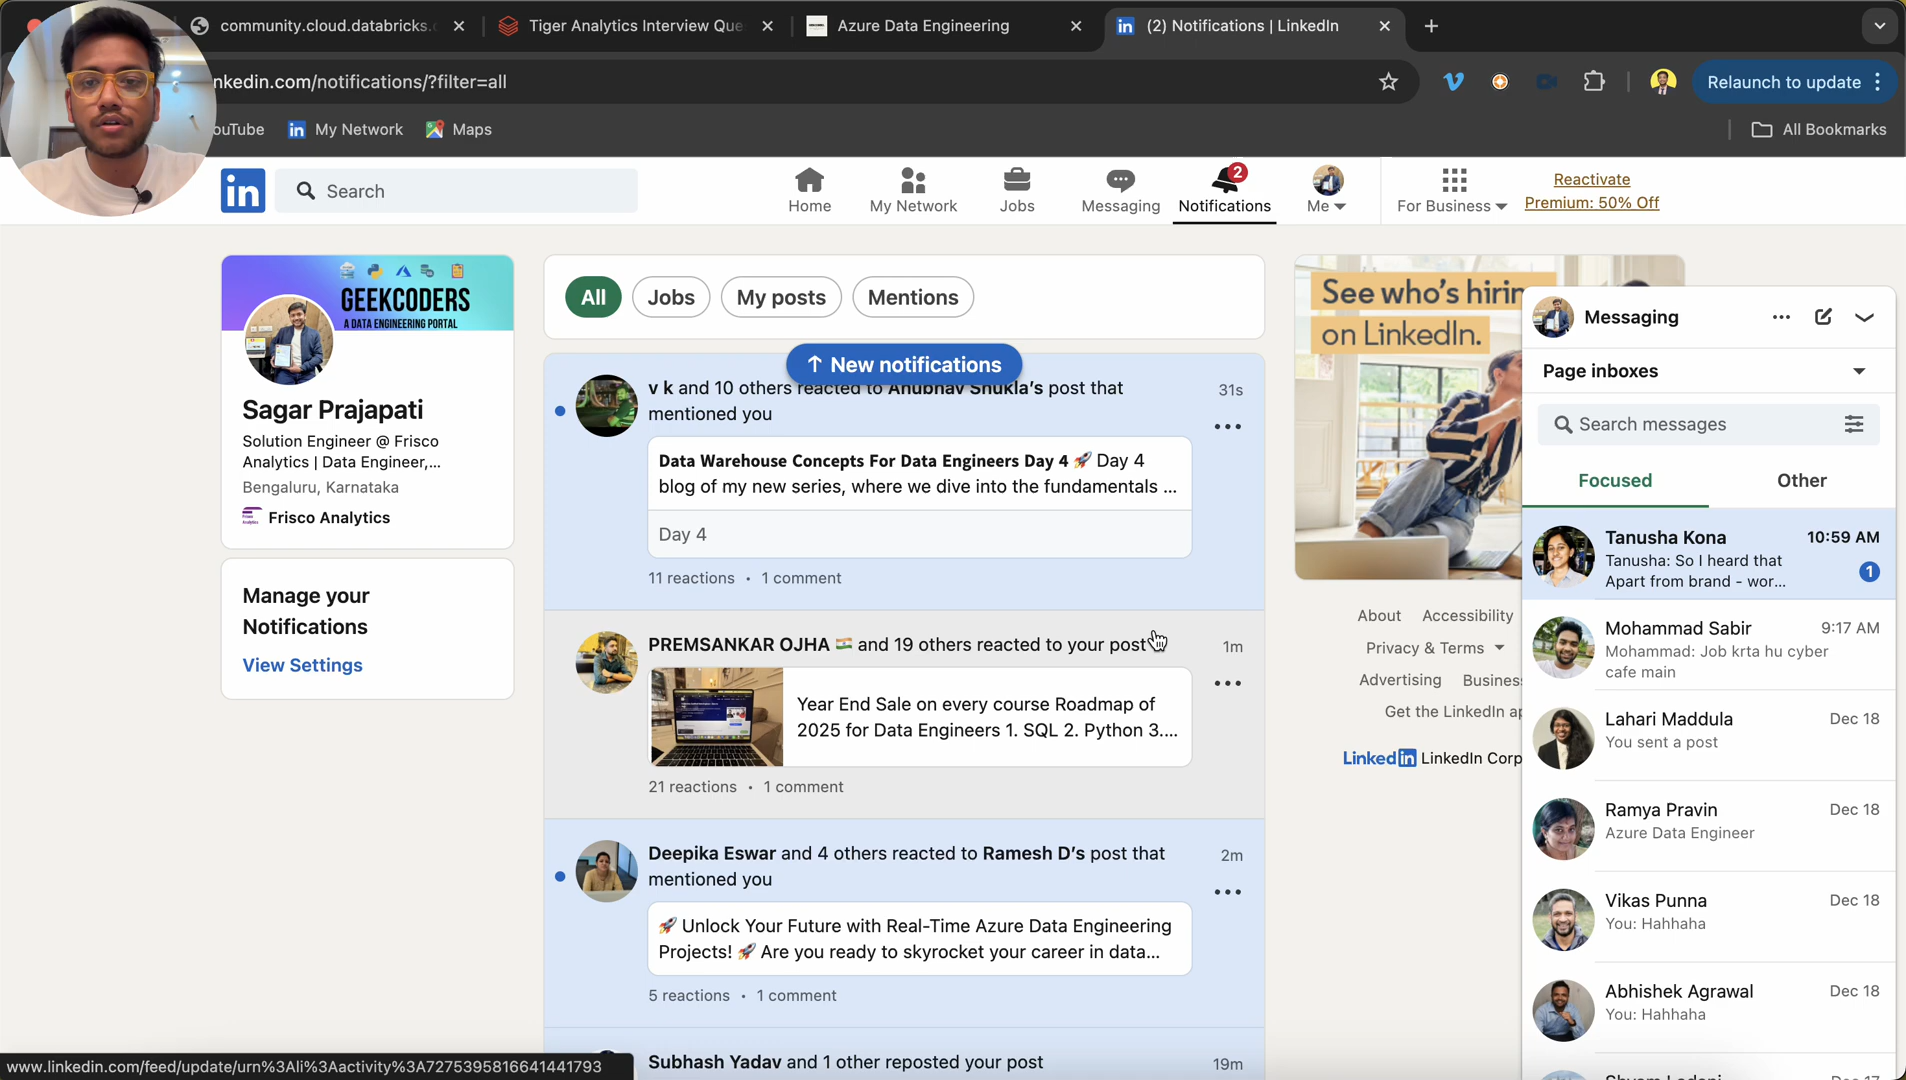 community.cloud.databricks.c
Tiger Analytics Interview Que
Azure Data Engineering
(2) Notifications | LinkedIn
nkedin.com/notifications/?filter=all
Relaunch to update
ouTube
My Network
Maps
All Bookmarks
in
Search
Home
My Network
Jobs
Messaging
2
Notifications
Me
For Business
Reactivate
Premium: 50% Off
GEEKCODERS
A DATA ENGINEERING PORTAL
Sagar Prajapati
Solution Engineer @ Frisco
Analytics | Data Engineer,...
Bengaluru, Karnataka
Frisco Analytics
Manage your
Notifications
View Settings
All
Jobs
My posts
Mentions
↑ New notifications
v k and 10 others reacted to Anubhav Shukla's post that
mentioned you
31s
Data Warehouse Concepts For Data Engineers Day 4 🚀 Day 4
blog of my new series, where we dive into the fundamentals ...
Day 4
11 reactions • 1 comment
PREMSANKAR OJHA 🇮🇳 and 19 others reacted to your post
1m
Year End Sale on every course Roadmap of
2025 for Data Engineers 1. SQL 2. Python 3....
21 reactions • 1 comment
Deepika Eswar and 4 others reacted to Ramesh D's post that
mentioned you
2m
🚀 Unlock Your Future with Real-Time Azure Data Engineering
Projects! 🚀 Are you ready to skyrocket your career in data...
5 reactions • 1 comment
Subhash Yadav and 1 other reposted your post
19m
See who's hirin
on LinkedIn.
About
Accessibility
Privacy & Terms
Advertising
Busines
Get the LinkedIn ap
LinkedIn LinkedIn Corp
Messaging
Page inboxes
Search messages
Focused
Other
Tanusha Kona
10:59 AM
Tanusha: So I heard that
Apart from brand - wor...
1
Mohammad Sabir
9:17 AM
Mohammad: Job krta hu cyber
cafe main
Lahari Maddula
Dec 18
You sent a post
Ramya Pravin
Dec 18
Azure Data Engineer
Vikas Punna
Dec 18
You: Hahhaha
Abhishek Agrawal
Dec 18
You: Hahhaha
www.linkedin.com/feed/update/urn%3Ali%3Aactivity%3A7275395816641441793